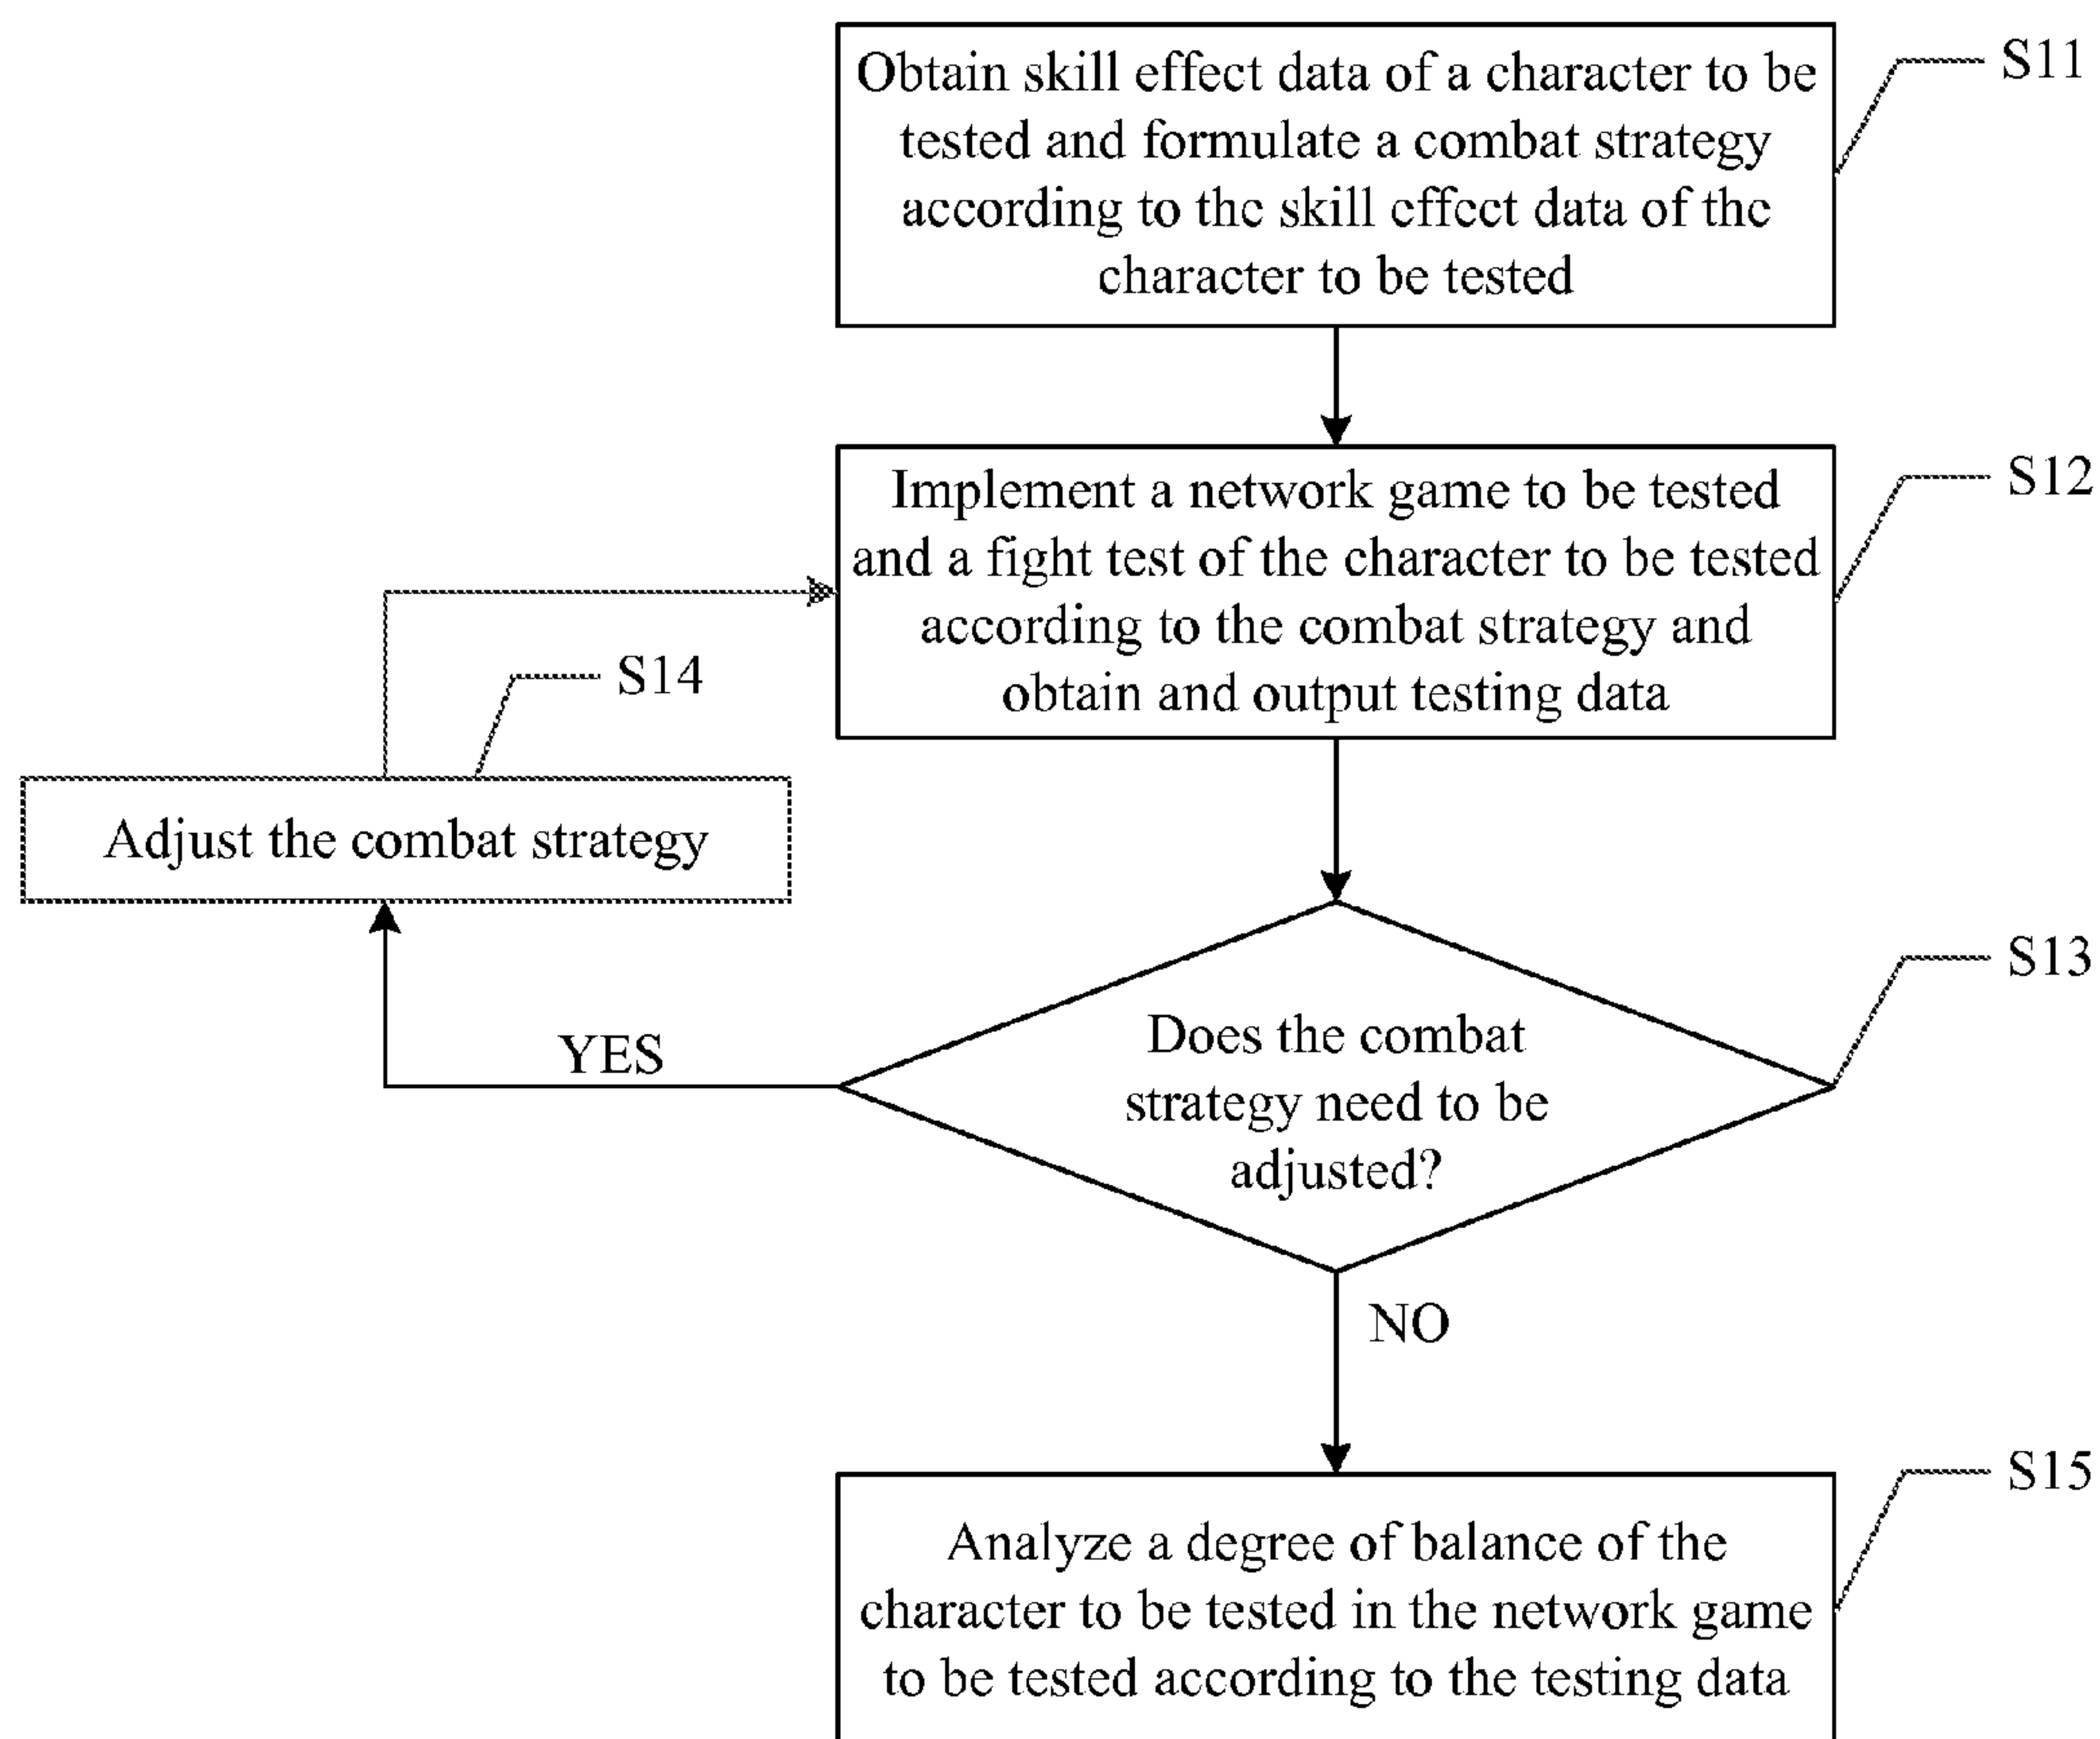 Obtain skill effect data of a character to be
tested and formulate a combat strategy
according to the skill effect data of the
character to be tested
S11
Implement a network game to be tested
and a fight test of the character to be tested
according to the combat strategy and
obtain and output testing data
S12
S14
Adjust the combat strategy
Does the combat
strategy need to be
adjusted?
S13
YES
NO
Analyze a degree of balance of the
character to be tested in the network game
to be tested according to the testing data
S15